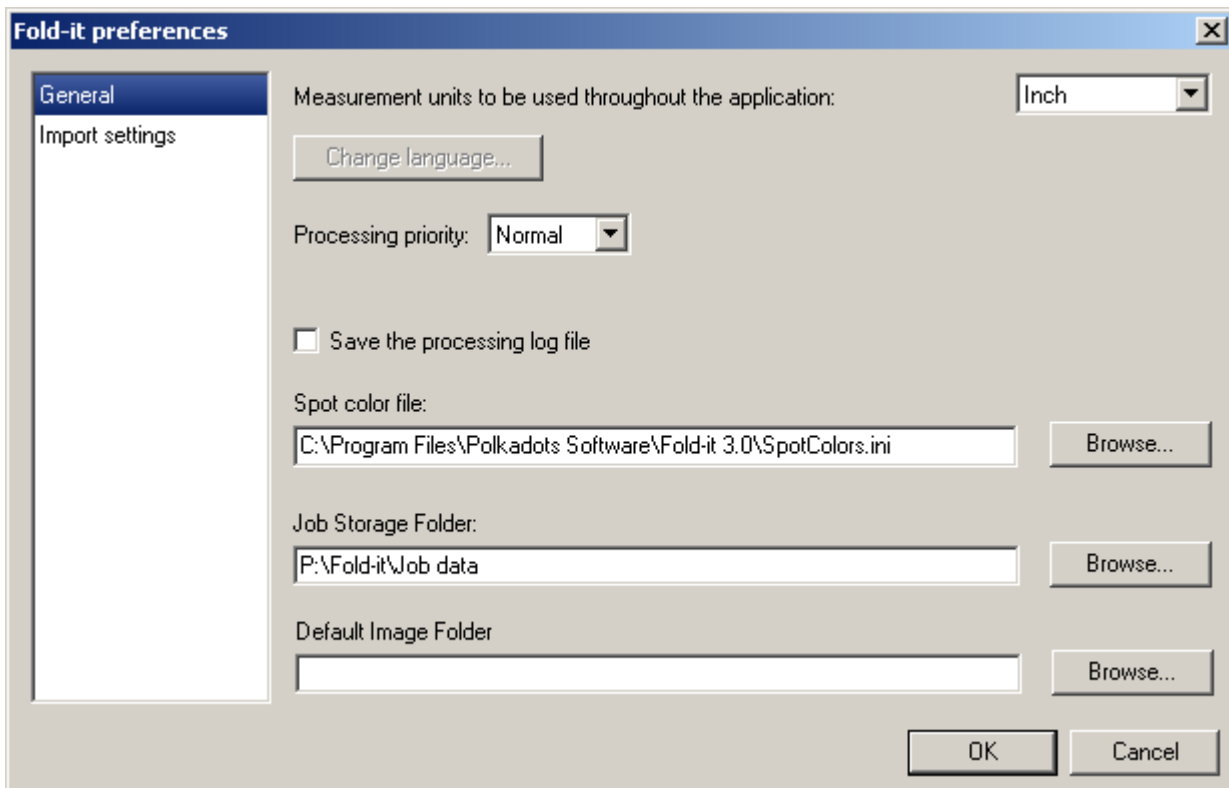 Fold-it preferences
General
Import settings
Measurement units to be used throughout the application:
Inch
Change language...
Processing priority:
Normal
Save the processing log file
Spot color file:
C:\Program Files\Polkadots Software\Fold-it 3.0\SpotColors.ini
Browse...
Job Storage Folder:
P:\Fold-it\Job data
Browse...
Default Image Folder
Browse...
OK
Cancel